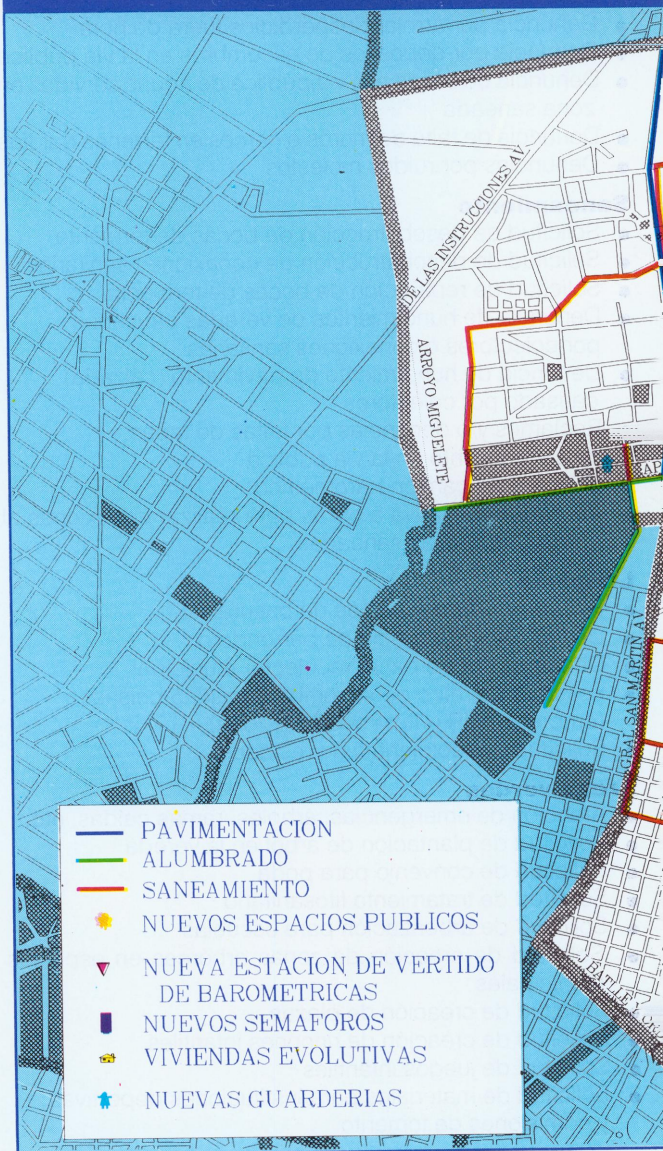 DE LAS INSTRUCCIONES AV.
ARROYO MIGUELETE
GRAL SAN MARTIN AV
J BATLLE Y
PAVIMENTACION
ALUMBRADO
SANEAMIENTO
NUEVOS ESPACIOS PUBLICOS
NUEVA ESTACION DE VERTIDO
DE BAROMETRICAS
NUEVOS SEMAFOROS
VIVIENDAS EVOLUTIVAS
NUEVAS GUARDERIAS